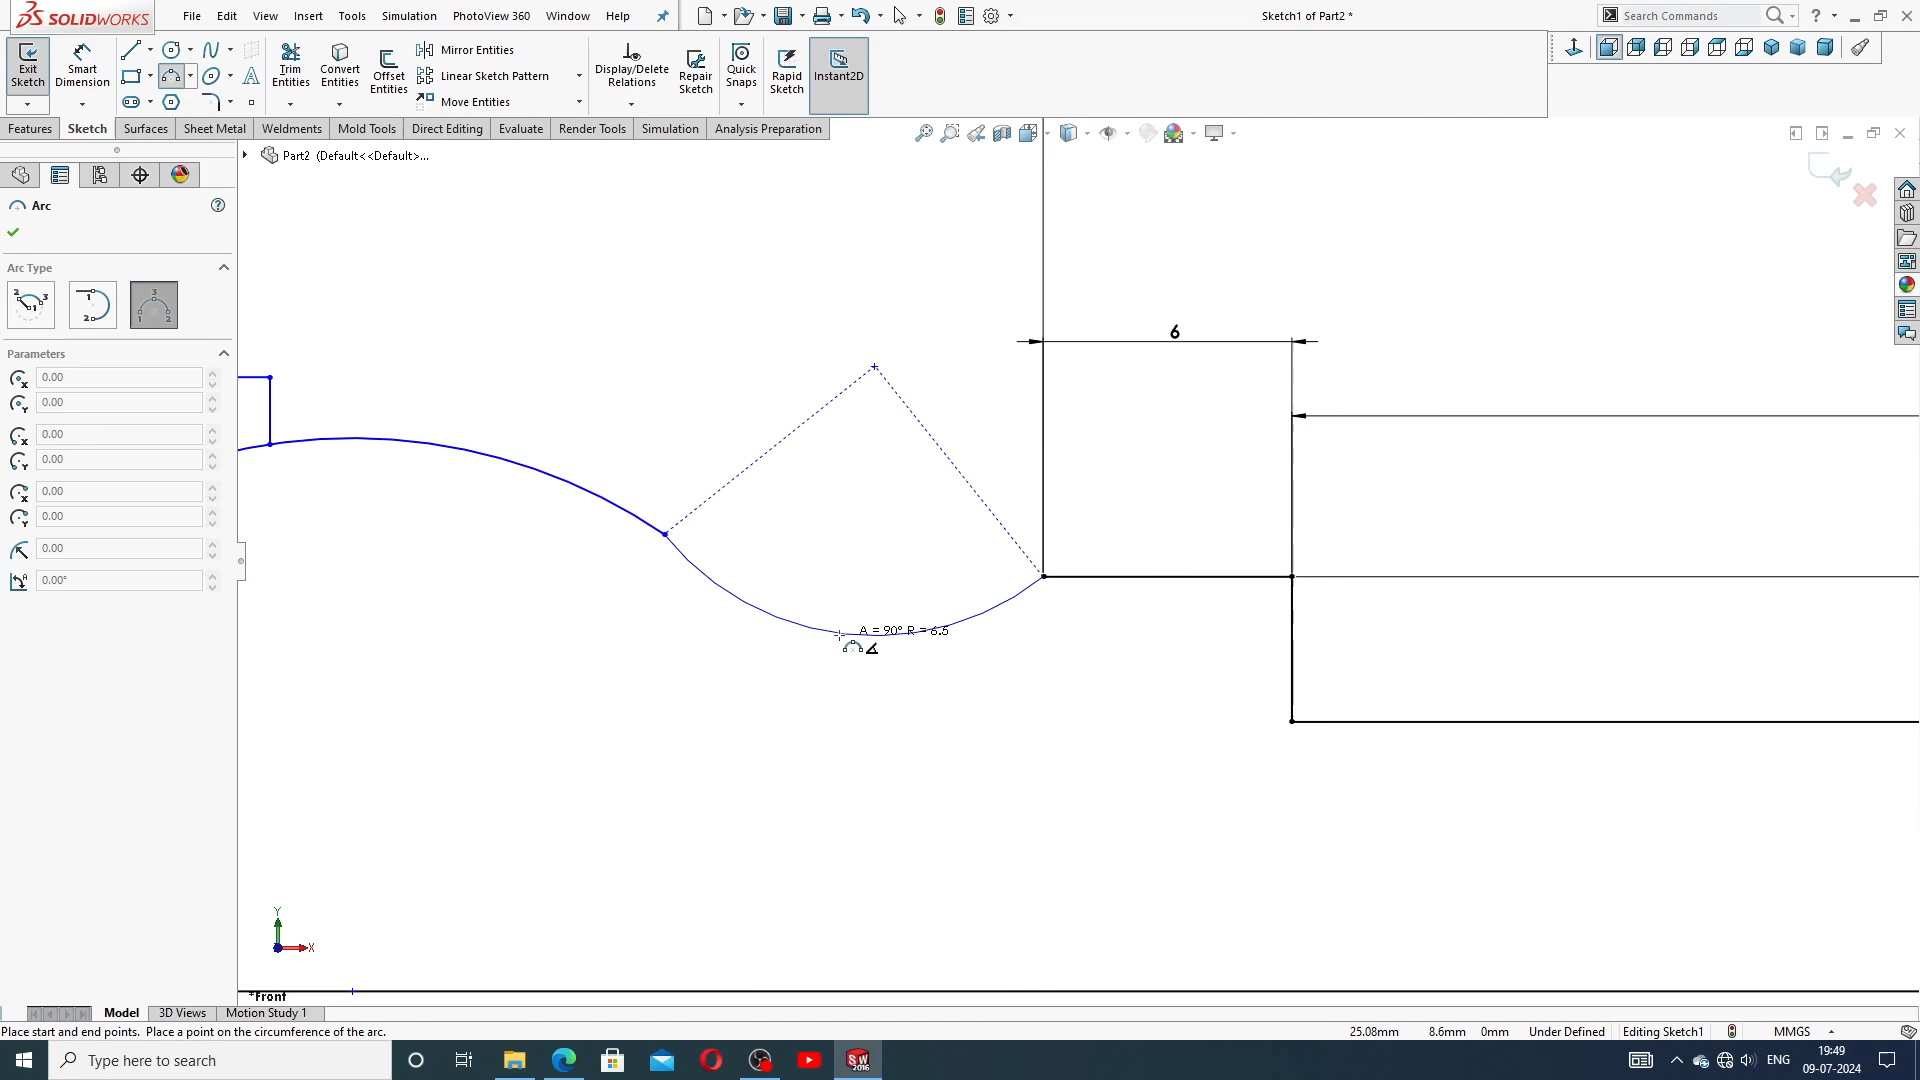 SOLIDWORKS File Edit View Insert Tools Simulation PhotoView 360 Window Help Sketch1 of Part2 * Search Commands ?
Exit Sketch
Smart Dimension
Trim Entities
Convert Entities
Offset Entities
Mirror Entities
Linear Sketch Pattern
Move Entities
Display/Delete Relations
Repair Sketch
Quick Snaps
Rapid Sketch
Instant2D
Features Sketch Surfaces Sheet Metal Weldments Mold Tools Direct Editing Evaluate Render Tools Simulation Analysis Preparation
Part2 (Default<<Default>...
Arc
Arc Type
Parameters
0.00
0.00
0.00
0.00
0.00
0.00
0.00
0.00°
6
A = 90° R = 6.5
Y
X
*Front
Model 3D Views Motion Study 1
Place start and end points. Place a point on the circumference of the arc. 25.08mm 8.6mm 0mm Under Defined Editing Sketch1 MMGS
Type here to search
SW 2016
ENG
19:49
09-07-2024